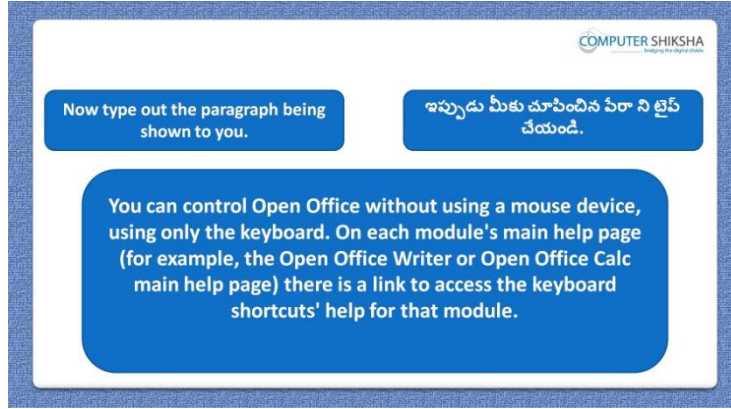 COMPUTER SHIKSHA
bridging the digital divide
Now type out the paragraph being
shown to you.
ఇప్పుడు మీకు చూపించిన పేరా ని టైప్
చేయండి.
You can control Open Office without using a mouse device,
using only the keyboard. On each module's main help page
(for example, the Open Office Writer or Open Office Calc
main help page) there is a link to access the keyboard
shortcuts' help for that module.